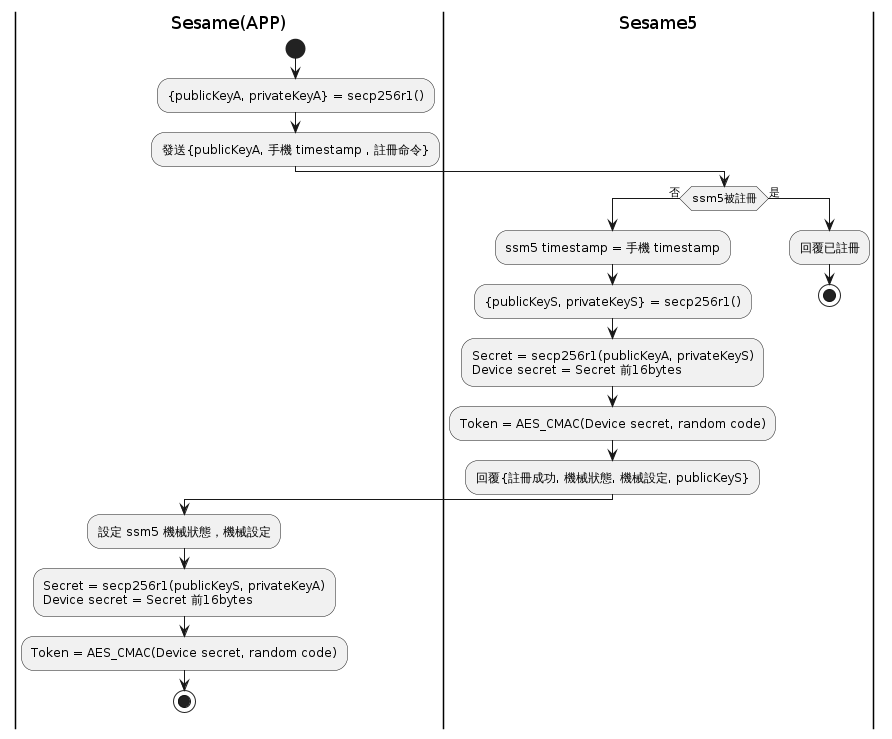 Sesame(APP)
Sesame5
{publicKeyA, privateKeyA} = secp256r1()
發送{publicKeyA, 手機 timestamp , 註冊命令}
否
ssm5被註冊
是
ssm5 timestamp = 手機 timestamp
回覆已註冊
{publicKeyS, privateKeyS} = secp256r1()
Secret = secp256r1(publicKeyA, privateKeyS)
Device secret = Secret 前16bytes
Token = AES_CMAC(Device secret, random code)
回覆{註冊成功, 機械狀態, 機械設定, publicKeyS}
設定 ssm5 機械狀態，機械設定
Secret = secp256r1(publicKeyS, privateKeyA)
Device secret = Secret 前16bytes
Token = AES_CMAC(Device secret, random code)